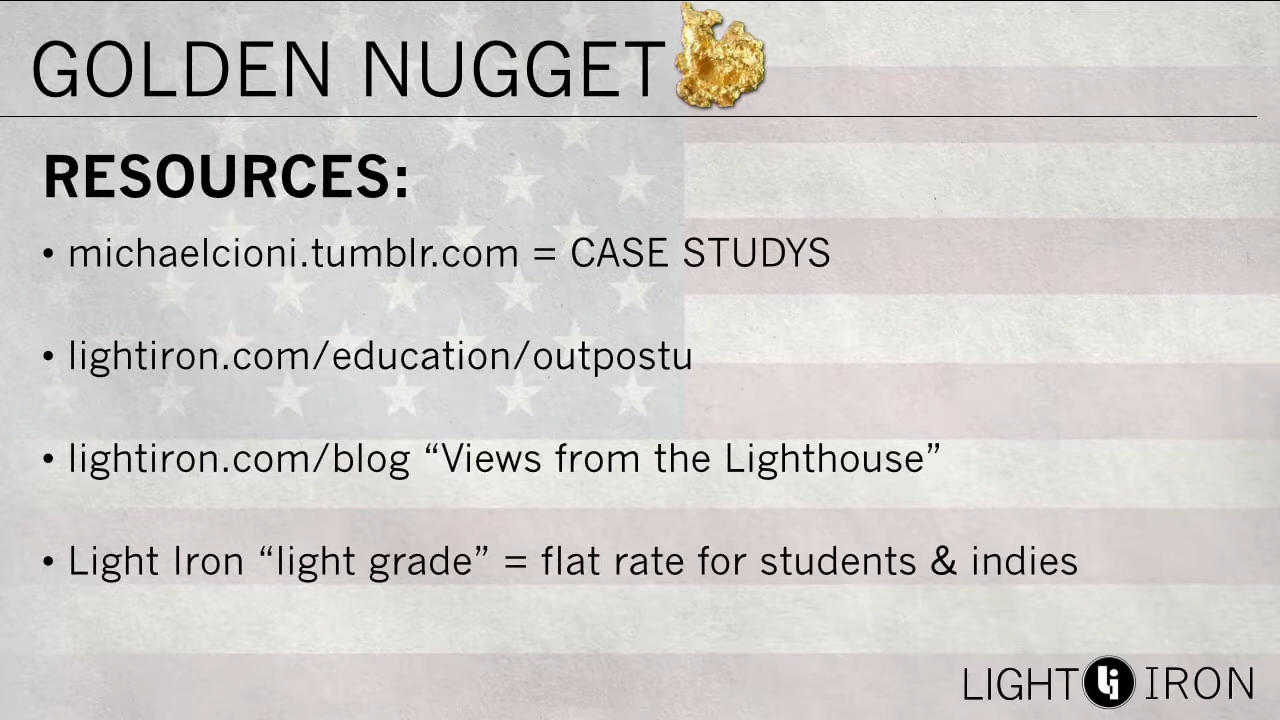 GOLDEN NUGGET
RESOURCES:
• michaelcioni.tumblr.com = CASE STUDYS
• lightiron.com/education/outpostu
• lightiron.com/blog “Views from the Lighthouse”
• Light Iron “light grade” = flat rate for students & indies
LIGHT IRON